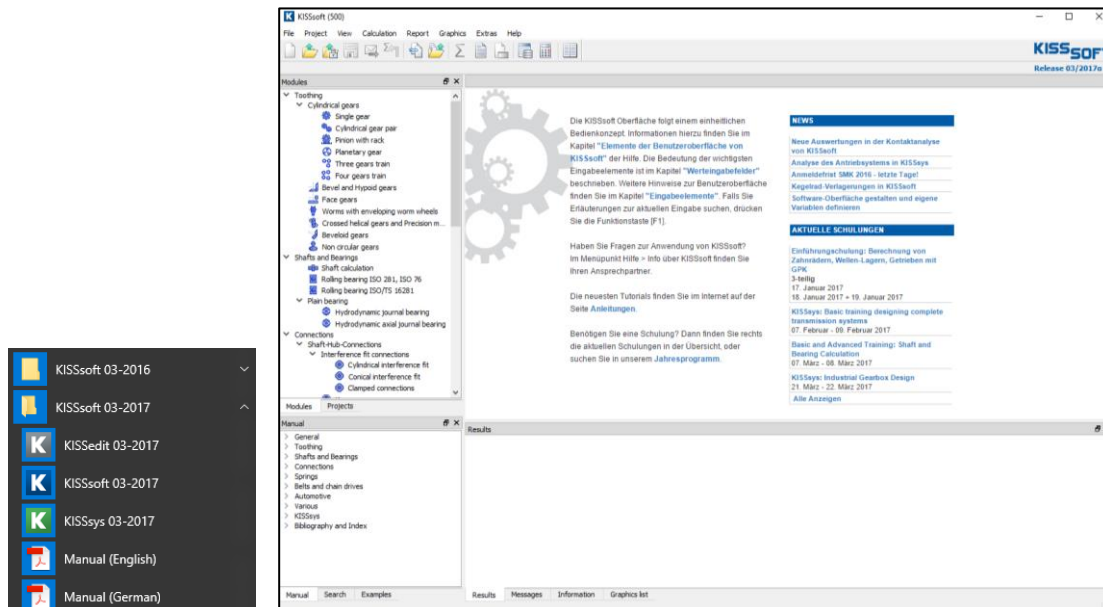 KISSsoft 03-2016
KISSsoft 03-2017
KISSedit 03-2017
KISSsoft 03-2017
KISSsys 03-2017
Manual (English)
Manual (German)
KISSsoft (500)
File Project View Calculation Report Graphics Extras Help
KISSSOF
Release 03/2017
Modules
Toothing
Cylindrical gears
Single gear
Cylindrical gear pair
Pinion with rack
Planetary gear
Three gears train
Four gears train
Bevel and Hypoid gears
Face gears
Worms with enveloping worm wheels
Crossed helical gears and Precision m...
Beveloid gears
Non circular gears
Shafts and Bearings
Shaft calculation
Rolling bearing ISO 281, ISO 76
Rolling bearing ISO/TS 16281
Plain bearing
Hydrodynamic journal bearing
Hydrodynamic axial journal bearing
Connections
Shaft-Hub-Connections
Interference fit connections
Cylindrical interference fit
Conical interference fit
Clamped connections
Modules Projects
Manual
General
Toothing
Shafts and Bearings
Connections
Springs
Belts and chain drives
Automotive
Various
KISSsys
Bibliography and Index
Manual Search Examples
Die KISSsoft Oberfläche folgt einem einheitlichen
Bedienkonzept. Informationen hierzu finden Sie im
Kapitel "Elemente der Benutzeroberfläche von
KISSsoft" der Hilfe. Die Bedeutung der wichtigsten
Eingabeelemente ist im Kapitel "Werteingabefelder"
beschrieben. Weitere Hinweise zur Benutzeroberfläche
finden Sie im Kapitel "Eingabeelemente". Falls Sie
Erläuterungen zur aktuellen Eingabe suchen, drücken
Sie die Funktionstaste [F1].
Haben Sie Fragen zur Anwendung von KISSsoft?
Im Menüpunkt Hilfe > Info über KISSsoft finden Sie
Ihren Ansprechpartner.
Die neuesten Tutorials finden Sie im Internet auf der
Seite Anleitungen.
Benötigen Sie eine Schulung? Dann finden Sie rechts
die aktuellen Schulungen in der Übersicht, oder
suchen Sie in unserem Jahresprogramm.
NEWS
Neue Auswertungen in der Kontaktanalyse
von KISSsoft
Analyse des Antriebsystems in KISSsys
Anmeldefrist SMK 2016 - letzte Tage!
Kegelrad-Verlagerungen in KISSsoft
Software-Oberfläche gestalten und eigene
Variablen definieren
AKTUELLE SCHULUNGEN
Einführungschulung: Berechnung von
Zahnrädern, Wellen-Lagern, Getrieben mit
GPK
3-teilig
17. Januar 2017
18. Januar 2017 + 19. Januar 2017
KISSsys: Basic training designing complete
transmission systems
07. Februar - 09. Februar 2017
Basic and Advanced Training: Shaft and
Bearing Calculation
07. März - 08. März 2017
KISSsys: Industrial Gearbox Design
21. März - 22. März 2017
Alle Anzeigen
Results
Results Messages Information Graphics list